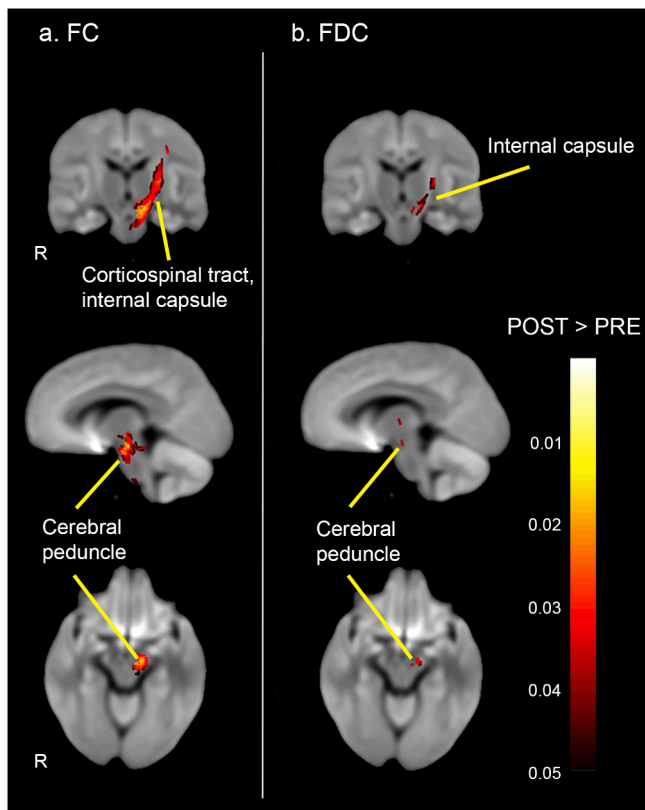 a. FC
b. FDC
Internal capsule
R
Corticospinal tract,
internal capsule
POST > PRE
0.01
0.02
0.03
0.04
0.05
Cerebral
peduncle
Cerebral
peduncle
R